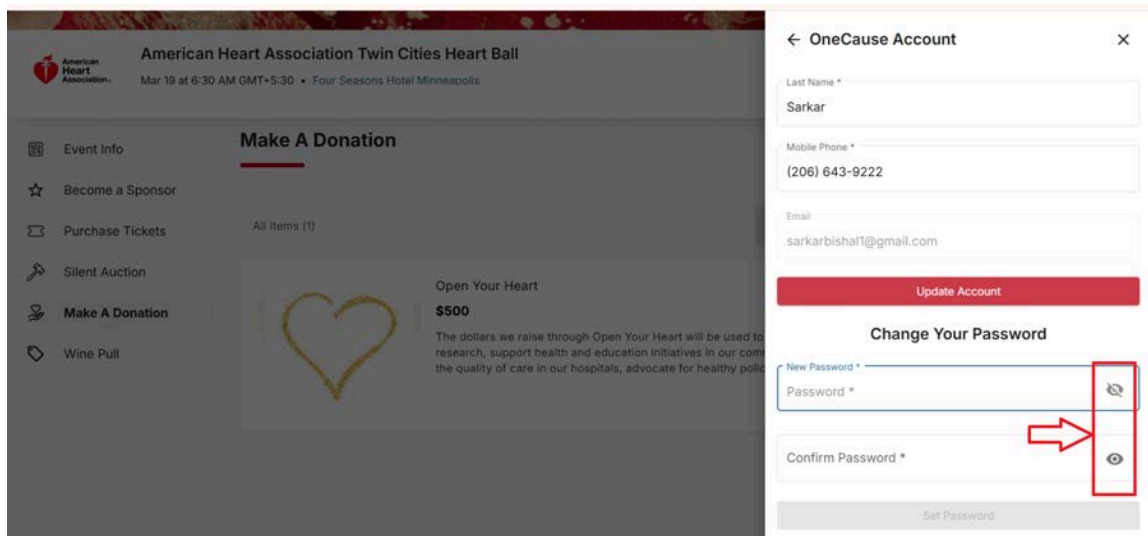 American
Heart
Association.
American Heart Association Twin Cities Heart Ball
Mar 19 at 6:30 AM GMT+5:30 • Four Seasons Hotel Minneapolis
Event Info
Become a Sponsor
Purchase Tickets
Silent Auction
Make A Donation
Wine Pull
Make A Donation
All Items (1)
Open Your Heart
$500
The dollars we raise through Open Your Heart will be used to
research, support health and education initiatives in our com
the quality of care in our hospitals, advocate for healthy polic
OneCause Account
Last Name *
Sarkar
Mobile Phone *
(206) 643-9222
Email
sarkarbishal1@gmail.com
Update Account
Change Your Password
New Password *
Password *
Confirm Password *
Set Password